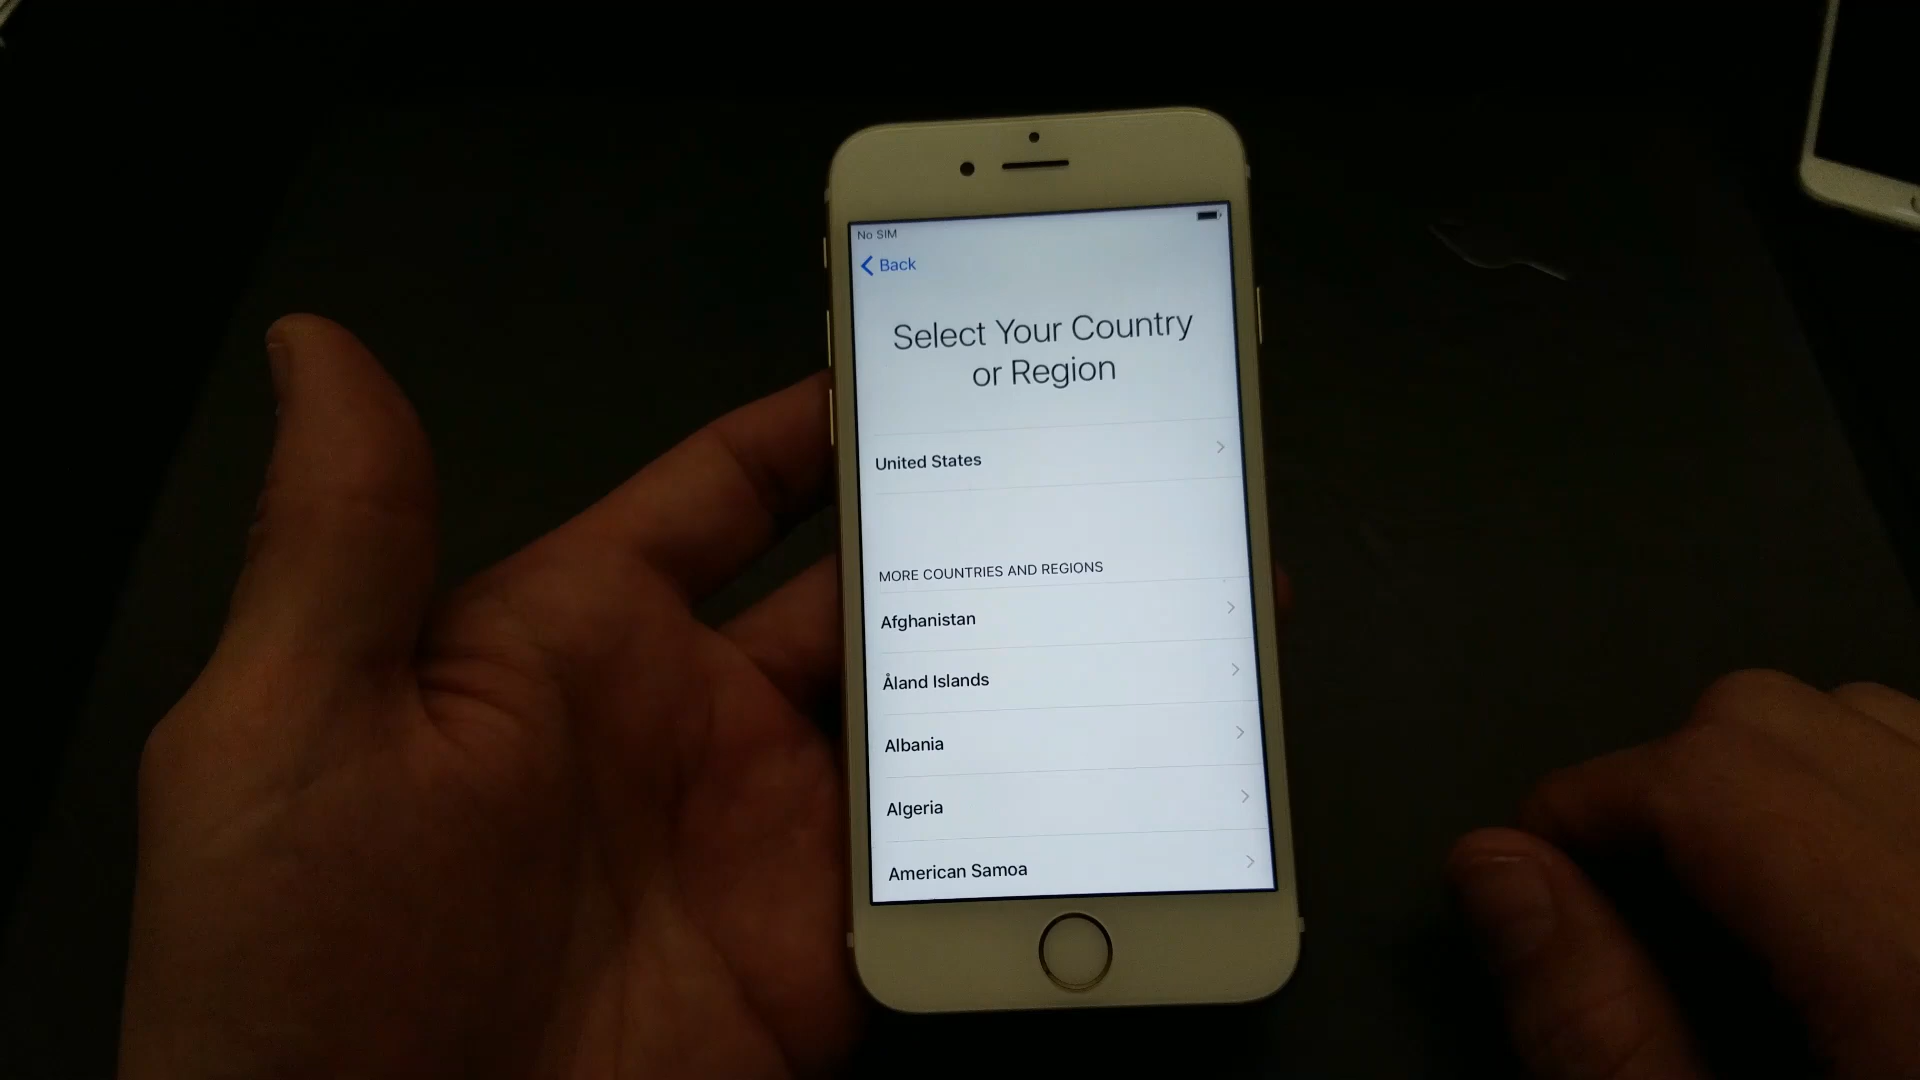 No SIM
Back
Select Your Country
or Region
United States
MORE COUNTRIES AND REGIONS
Afghanistan
Åland Islands
Albania
Algeria
American Samoa